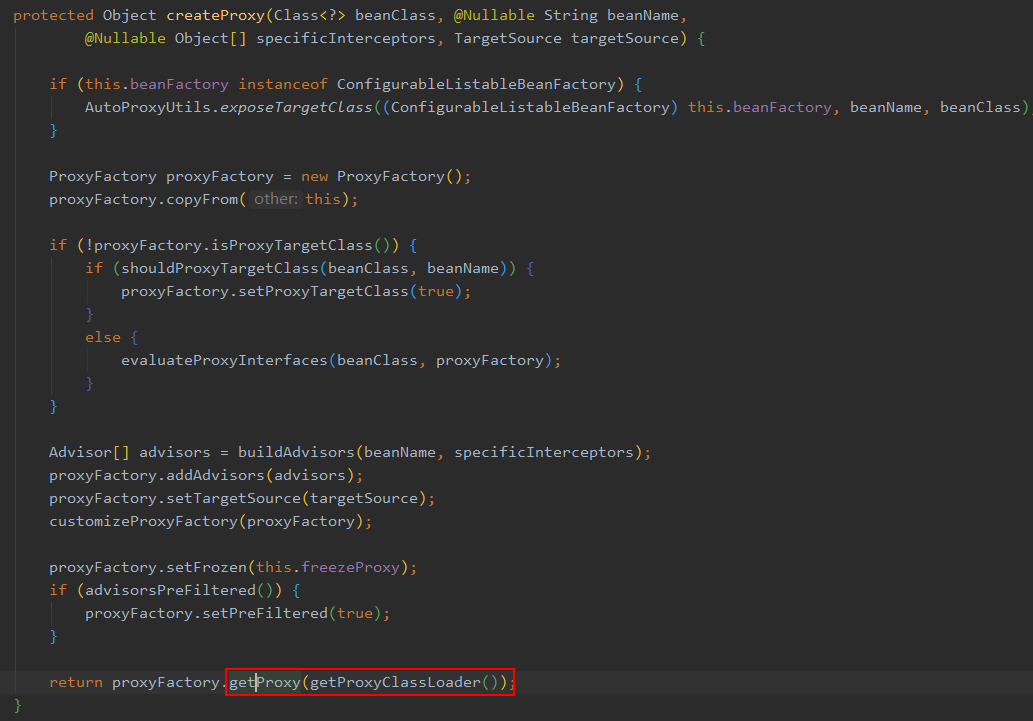 protected Object createProxy(Class<?> beanClass, @Nullable String beanName,
        @Nullable Object[] specificInterceptors, TargetSource targetSource) {

    if (this.beanFactory instanceof ConfigurableListableBeanFactory) {
        AutoProxyUtils.exposeTargetClass((ConfigurableListableBeanFactory) this.beanFactory, beanName, beanClass)
    }

    ProxyFactory proxyFactory = new ProxyFactory();
    proxyFactory.copyFrom( other: this);

    if (!proxyFactory.isProxyTargetClass()) {
        if (shouldProxyTargetClass(beanClass, beanName)) {
            proxyFactory.setProxyTargetClass(true);
        }
        else {
            evaluateProxyInterfaces(beanClass, proxyFactory);
        }
    }

    Advisor[] advisors = buildAdvisors(beanName, specificInterceptors);
    proxyFactory.addAdvisors(advisors);
    proxyFactory.setTargetSource(targetSource);
    customizeProxyFactory(proxyFactory);

    proxyFactory.setFrozen(this.freezeProxy);
    if (advisorsPreFiltered()) {
        proxyFactory.setPreFiltered(true);
    }

    return proxyFactory.getProxy(getProxyClassLoader());
}